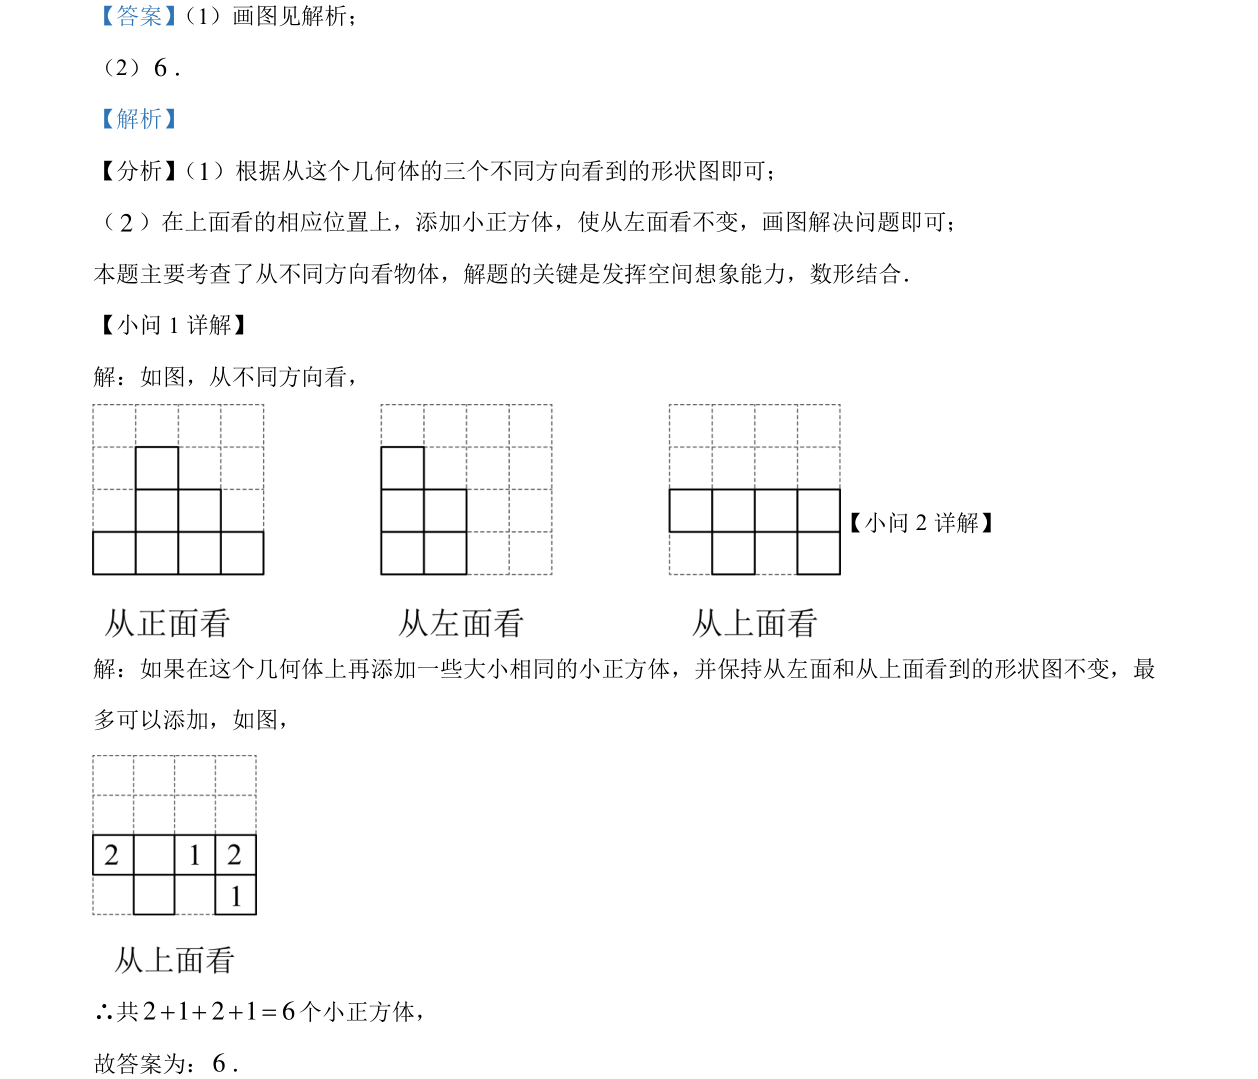 【答案】（1）画图见解析；
（2）6．
【解析】
【分析】（1）根据从这个几何体的三个不同方向看到的形状图即可；
（2）在上面看的相应位置上，添加小正方体，使从左面看不变，画图解决问题即可；
本题主要考查了从不同方向看物体，解题的关键是发挥空间想象能力，数形结合．
【小问 1 详解】
解：如图，从不同方向看，
【小问 2 详解】
从正面看 从左面看 从上面看
解：如果在这个几何体上再添加一些大小相同的小正方体，并保持从左面和从上面看到的形状图不变，最
多可以添加，如图，
2 1 2
1
从上面看
∴共2+1+2+1=6个小正方体，
故答案为：6．